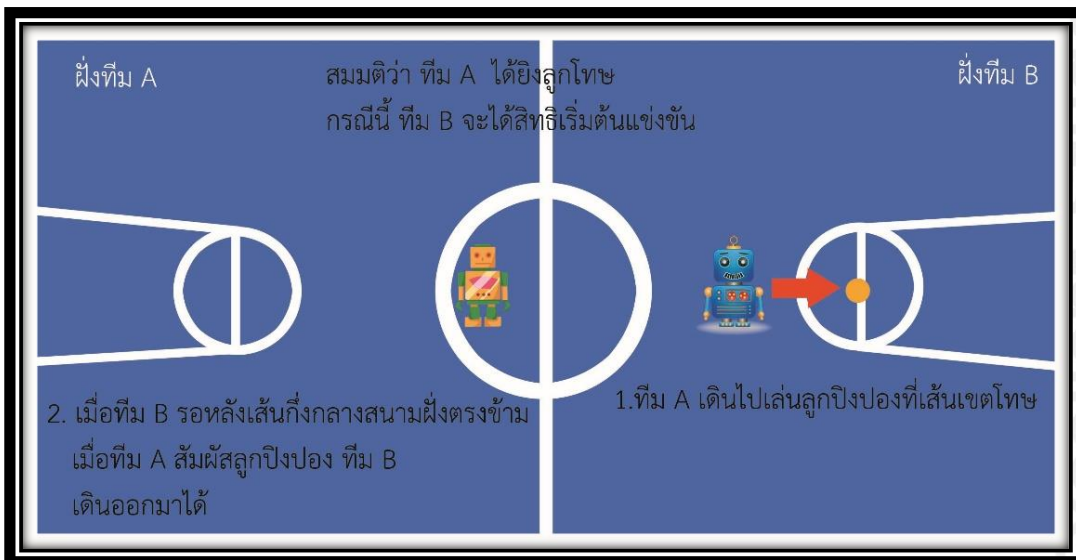 ฝั่งทีม A
สมมติว่า ทีม A ได้ยิงลูกโทษ
กรณีนี้ ทีม B จะได้สิทธิเริ่มต้นแข่งขัน
ฝั่งทีม B
1.ทีม A เดินไปเล่นลูกปิงปองที่เส้นเขตโทษ
2. เมื่อทีม B รอหลังเส้นกึ่งกลางสนามฝั่งตรงข้าม
เมื่อทีม A สัมผัสลูกปิงปอง ทีม B
เดินออกมาได้